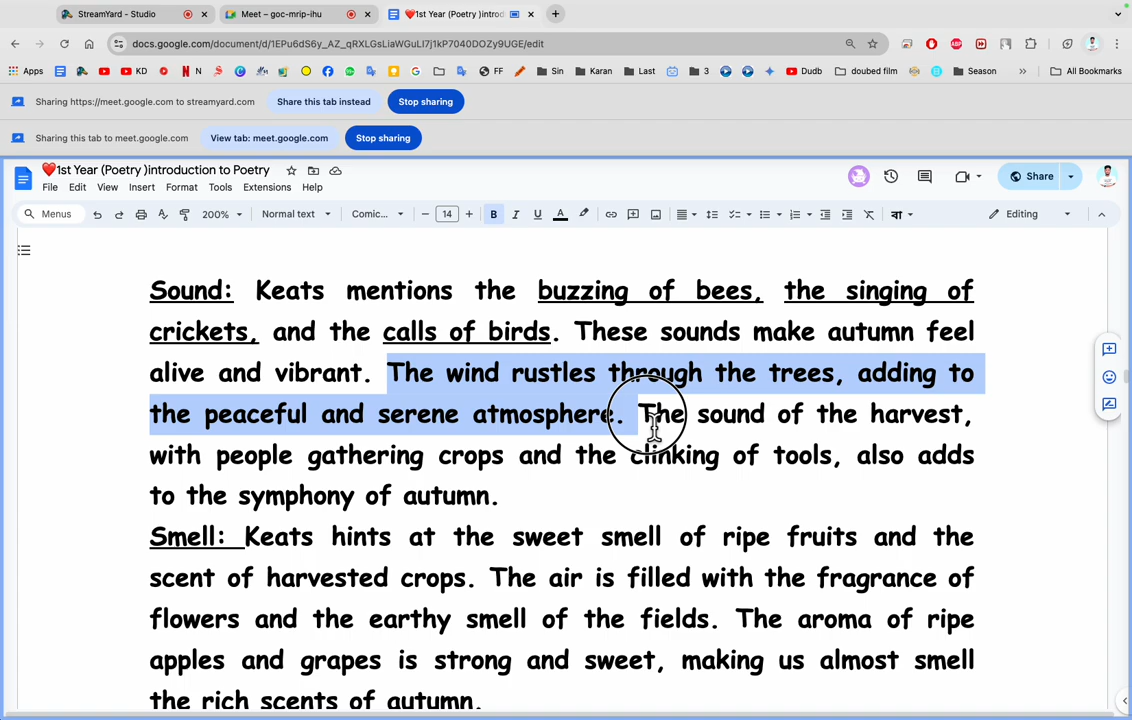 StreamYard - Studio
Meet – goc-mrip-ihu
❤️1st Year (Poetry )introd
docs.google.com/document/d/1EPu6dS6y_AZ_qRXLGsLiaWGuLI7j1kP7040DOZy9UGE/edit
Apps KD N FF Sin Karan Last 3 Dudb doubed film Season » All Bookmarks
Sharing https://meet.google.com to streamyard.com Share this tab instead Stop sharing
Sharing this tab to meet.google.com View tab: meet.google.com Stop sharing
❤️1st Year (Poetry )introduction to Poetry
File Edit View Insert Format Tools Extensions Help
Share
Menus 200% Normal text Comic... − 14 + B I U A বা Editing
Sound: Keats mentions the buzzing of bees, the singing of
crickets, and the calls of birds. These sounds make autumn feel
alive and vibrant. The wind rustles through the trees, adding to
the peaceful and serene atmosphere. The sound of the harvest,
with people gathering crops and the clinking of tools, also adds
to the symphony of autumn.
Smell: Keats hints at the sweet smell of ripe fruits and the
scent of harvested crops. The air is filled with the fragrance of
flowers and the earthy smell of the fields. The aroma of ripe
apples and grapes is strong and sweet, making us almost smell
the rich scents of autumn.